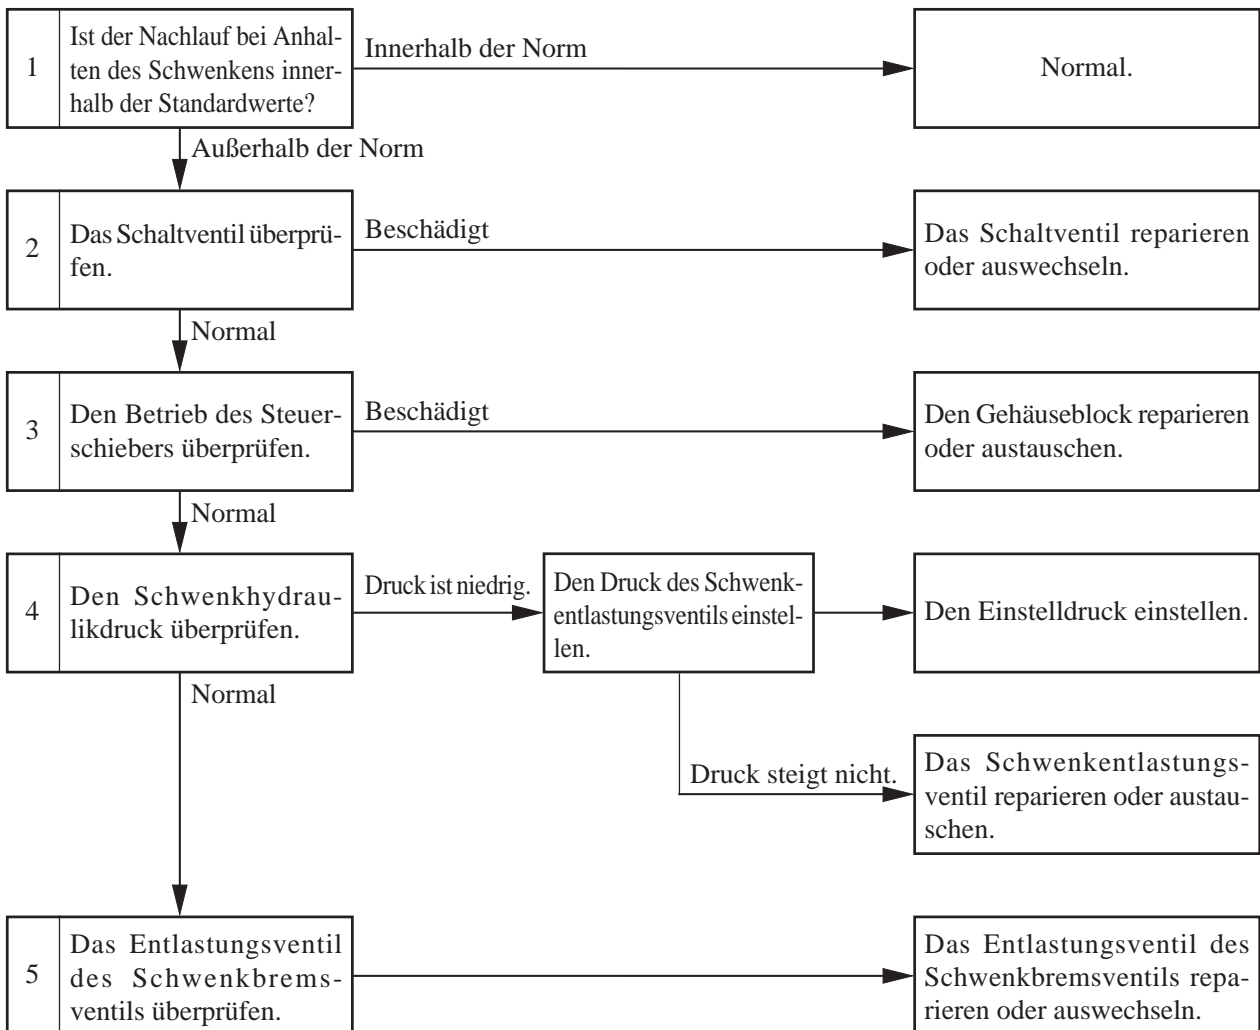 1
Ist der Nachlauf bei Anhal-
ten des Schwenkens inner-
halb der Standardwerte?
Innerhalb der Norm
Normal.
Außerhalb der Norm
2
Das Schaltventil überprü-
fen.
Beschädigt
Das Schaltventil reparieren
oder auswechseln.
Normal
3
Den Betrieb des Steuer-
schiebers überprüfen.
Beschädigt
Den Gehäuseblock reparieren
oder austauschen.
Normal
4
Den Schwenkhydrau-
likdruck überprüfen.
Druck ist niedrig.
Den Druck des Schwenk-
entlastungsventils einstel-
len.
Den Einstelldruck einstellen.
Normal
Druck steigt nicht.
Das Schwenkentlastungs-
ventil reparieren oder austau-
schen.
5
Das Entlastungsventil
des Schwenkbrems-
ventils überprüfen.
Das Entlastungsventil des
Schwenkbremsventils repa-
rieren oder auswechseln.